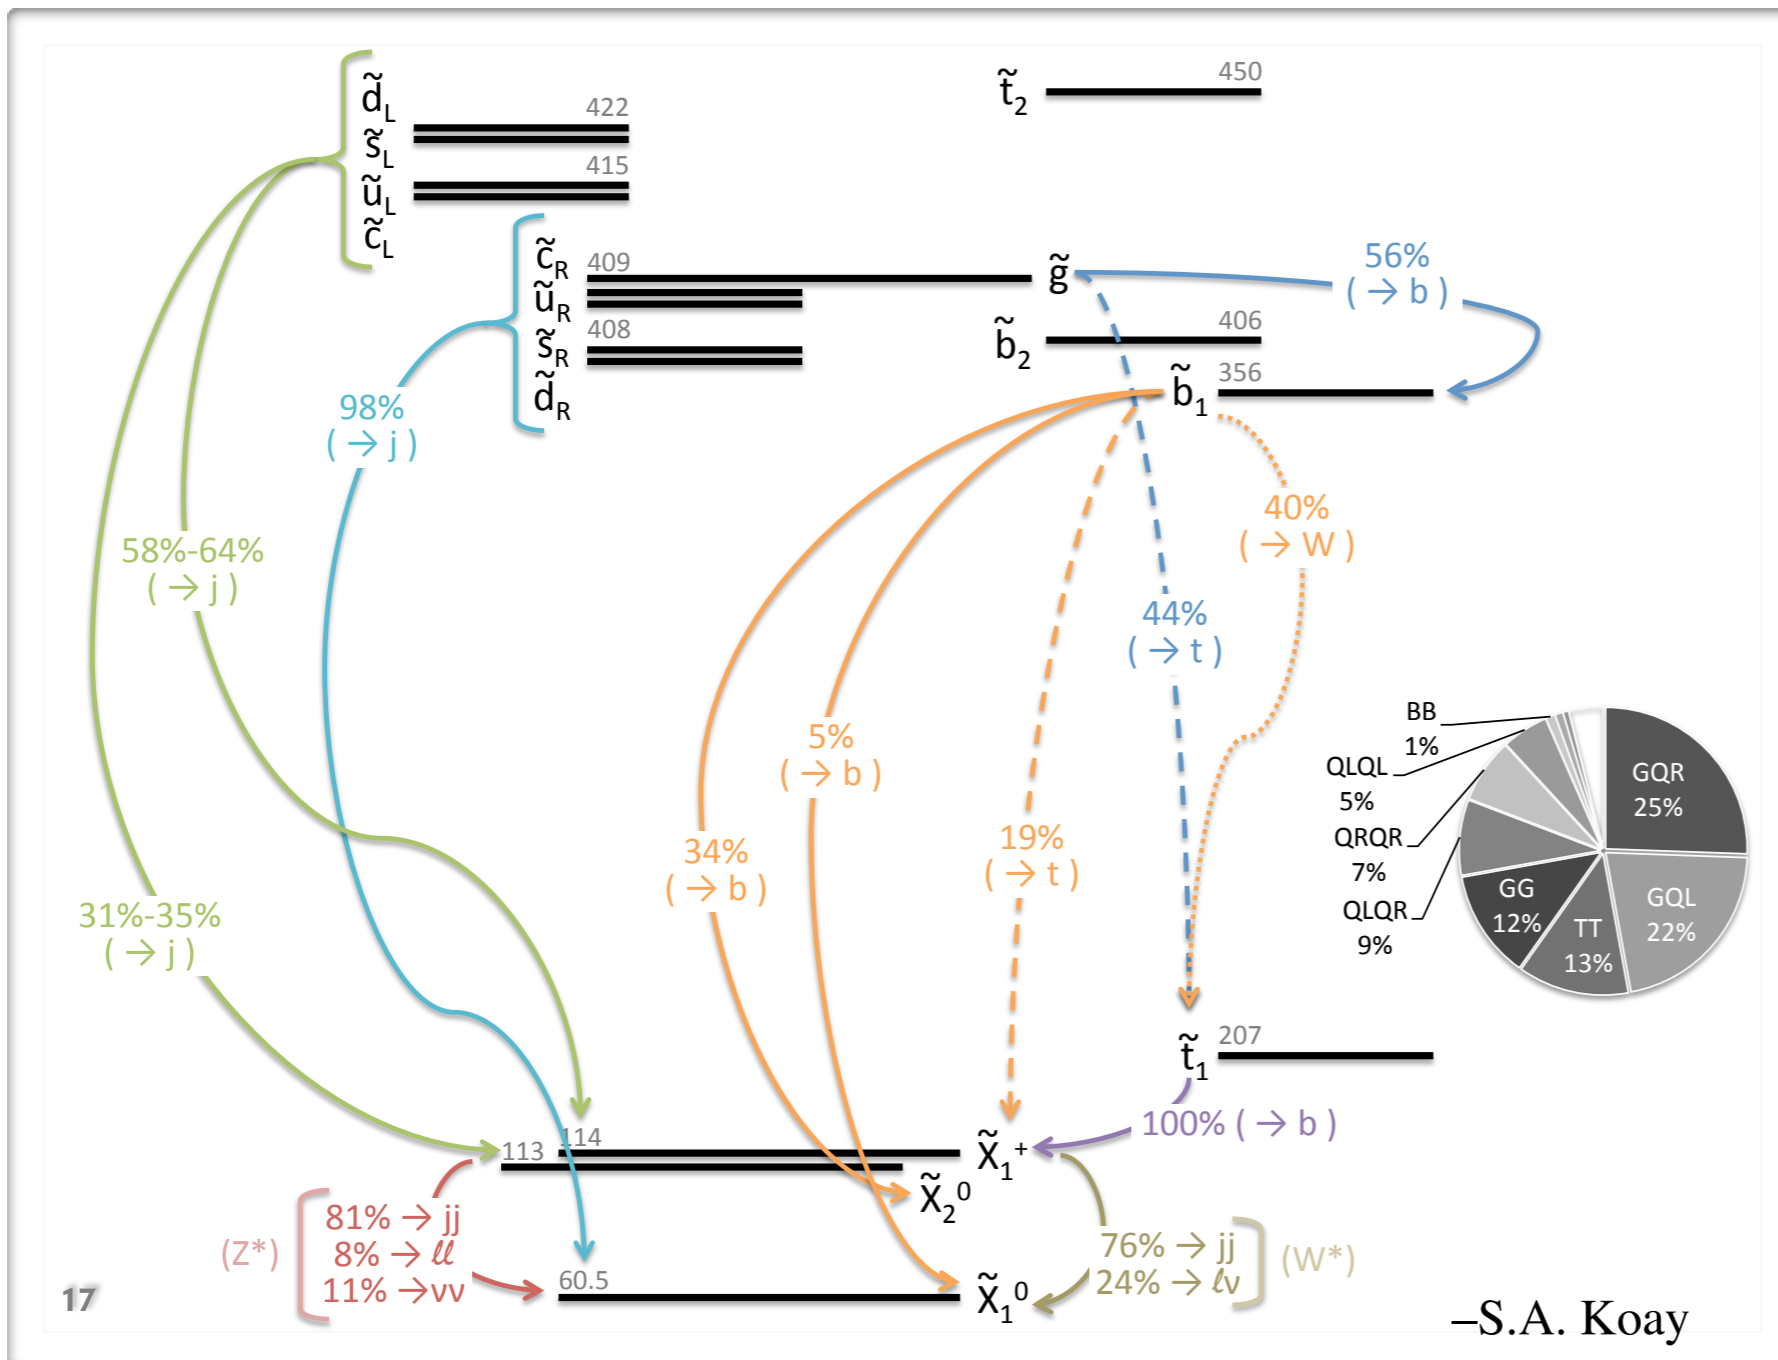 d̃L
s̃L
ũL
c̃L
422
415
t̃2
450
c̃R
ũR
s̃R
d̃R
409
408
g̃
56%
( → b )
b̃2
406
b̃1
356
98%
( → j )
58%-64%
( → j )
40%
( → W )
44%
( → t )
5%
( → b )
34%
( → b )
19%
( → t )
31%-35%
( → j )
BB
1%
QLQL
5%
QRQR
7%
QLQR
9%
GG
12%
TT
13%
GQL
22%
GQR
25%
t̃1
207
100% ( → b )
113
114
X̃1+
X̃20
(Z*)
81% → jj
8% → ℓℓ
11% →νν
76% → jj
24% → ℓν
(W*)
60.5
X̃10
17
–S.A. Koay